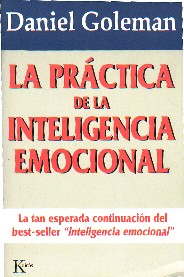 Daniel Goleman
LA PRÁCTICA
DE LA
INTELIGENCIA
EMOCIONAL
La tan esperada continuación del
best-seller "Inteligencia emocional"